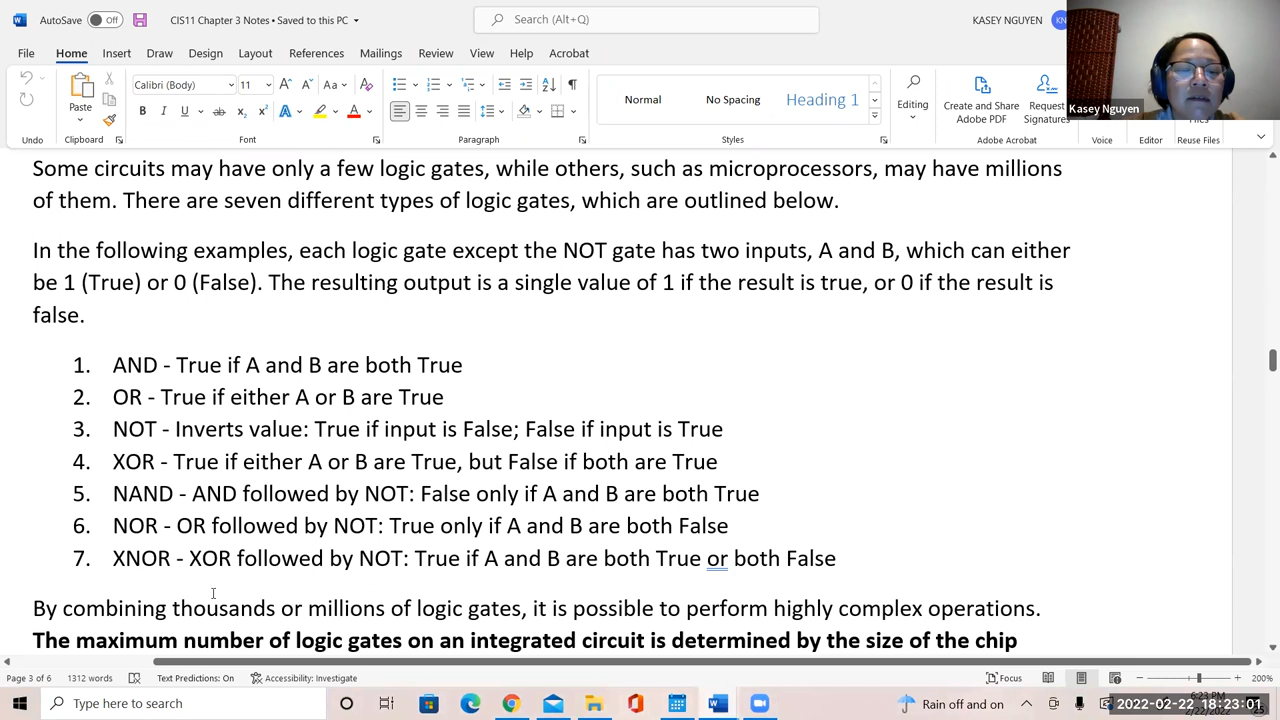 AutoSave Off CIS11 Chapter 3 Notes • Saved to this PC Search (Alt+Q) KASEY NGUYEN
File Home Insert Draw Design Layout References Mailings Review View Help Acrobat
Calibri (Body) 11 Aa
Normal No Spacing Heading 1
Paste Editing Create and Share Adobe PDF Request Signatures
Kasey Nguyen
Undo Clipboard Font Paragraph Styles Adobe Acrobat Voice Editor Reuse Files
Some circuits may have only a few logic gates, while others, such as microprocessors, may have millions
of them. There are seven different types of logic gates, which are outlined below.
In the following examples, each logic gate except the NOT gate has two inputs, A and B, which can either
be 1 (True) or 0 (False). The resulting output is a single value of 1 if the result is true, or 0 if the result is
false.
1. AND - True if A and B are both True
2. OR - True if either A or B are True
3. NOT - Inverts value: True if input is False; False if input is True
4. XOR - True if either A or B are True, but False if both are True
5. NAND - AND followed by NOT: False only if A and B are both True
6. NOR - OR followed by NOT: True only if A and B are both False
7. XNOR - XOR followed by NOT: True if A and B are both True or both False
By combining thousands or millions of logic gates, it is possible to perform highly complex operations.
The maximum number of logic gates on an integrated circuit is determined by the size of the chip
Page 3 of 6 1312 words Text Predictions: On Accessibility: Investigate Focus 200%
Type here to search Rain off and on 2022-02-22 18:23:01